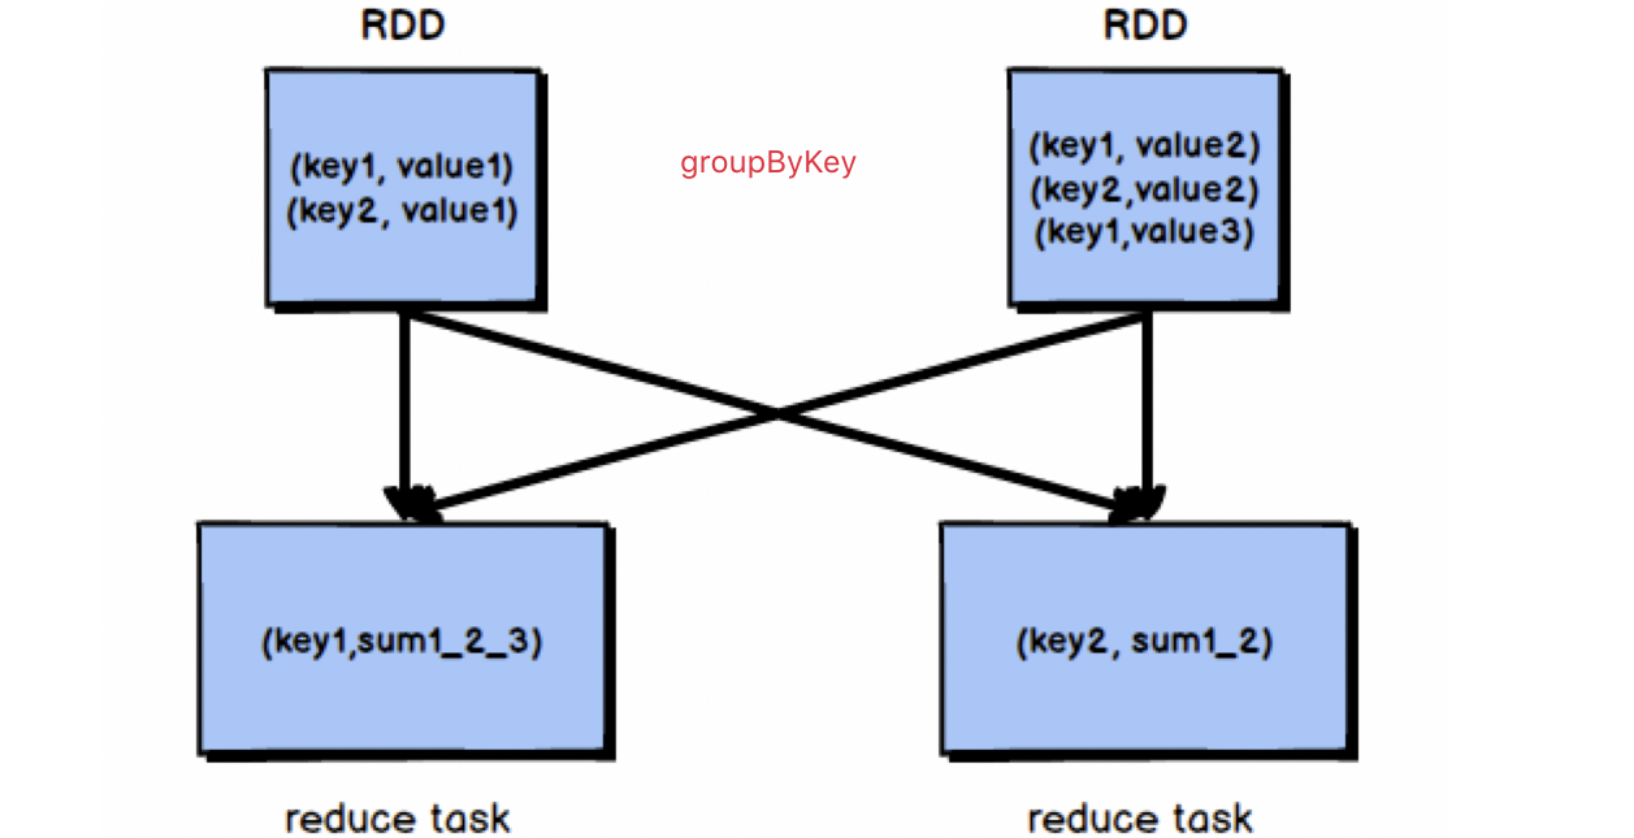 RDD
RDD
(key1, value1)
(key2, value1)
groupByKey
(key1, value2)
(key2,value2)
(key1,value3)
(key1,sum1_2_3)
(key2, sum1_2)
reduce task
reduce task